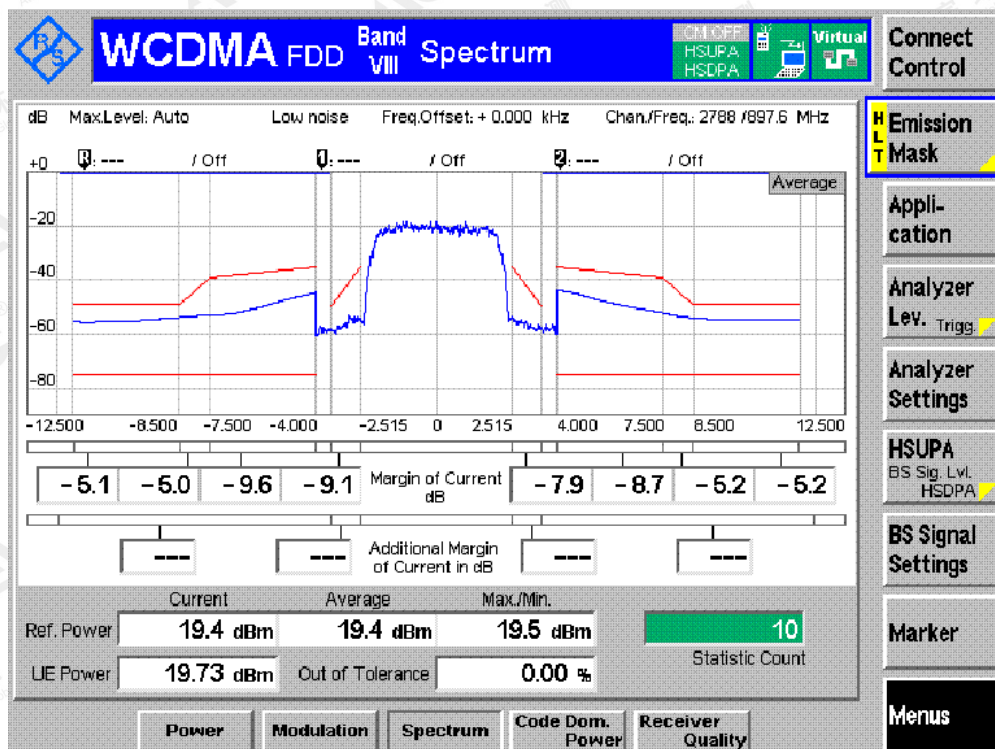 R S
WCDMA FDD Band VIII Spectrum
HSUPA
HSDPA
Virtual
Connect Control
dB Max.Level: Auto Low noise Freq.Offset: + 0.000 kHz Chan./Freq.: 2788 /897.6 MHz
R: --- / Off 1: --- / Off 2: --- / Off
Average
+0
-20
-40
-60
-80
-12.500 -8.500 -7.500 -4.000 -2.515 0 2.515 4.000 7.500 8.500 12.500
-5.1 -5.0 -9.6 -9.1 Margin of Current dB -7.9 -8.7 -5.2 -5.2
--- --- Additional Margin of Current in dB --- ---
Current Average Max./Min.
Ref. Power 19.4 dBm 19.4 dBm 19.5 dBm
10
Statistic Count
UE Power 19.73 dBm Out of Tolerance 0.00 %
Power Modulation Spectrum Code Dom. Power Receiver Quality
HLT
Emission Mask
Appli- cation
Analyzer Lev. Trigg.
Analyzer Settings
HSUPA
BS Sig. Lvl.
HSDPA
BS Signal Settings
Marker
Menus